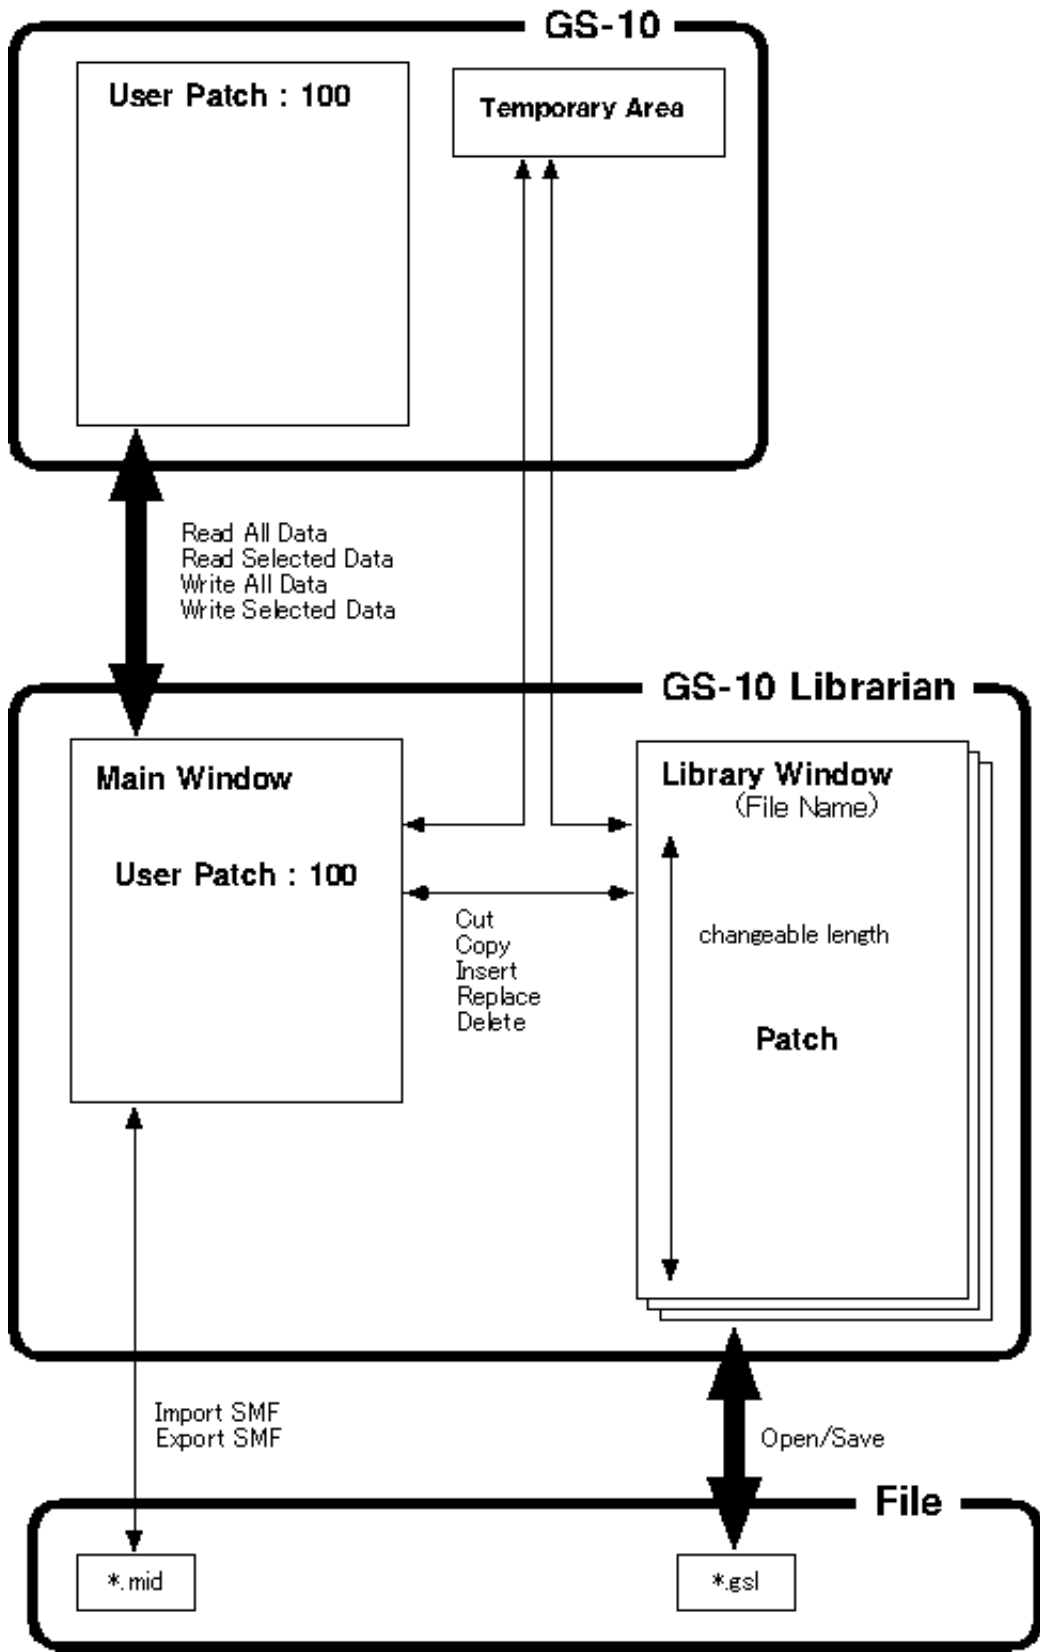 GS-10
User Patch : 100
Temporary Area
Read All Data
Read Selected Data
Write All Data
Write Selected Data
GS-10 Librarian
Main Window
User Patch : 100
Library Window
(File Name)
Cut
Copy
Insert
Replace
Delete
changeable length
Patch
Import SMF
Export SMF
Open/Save
File
*.mid
*.gsl